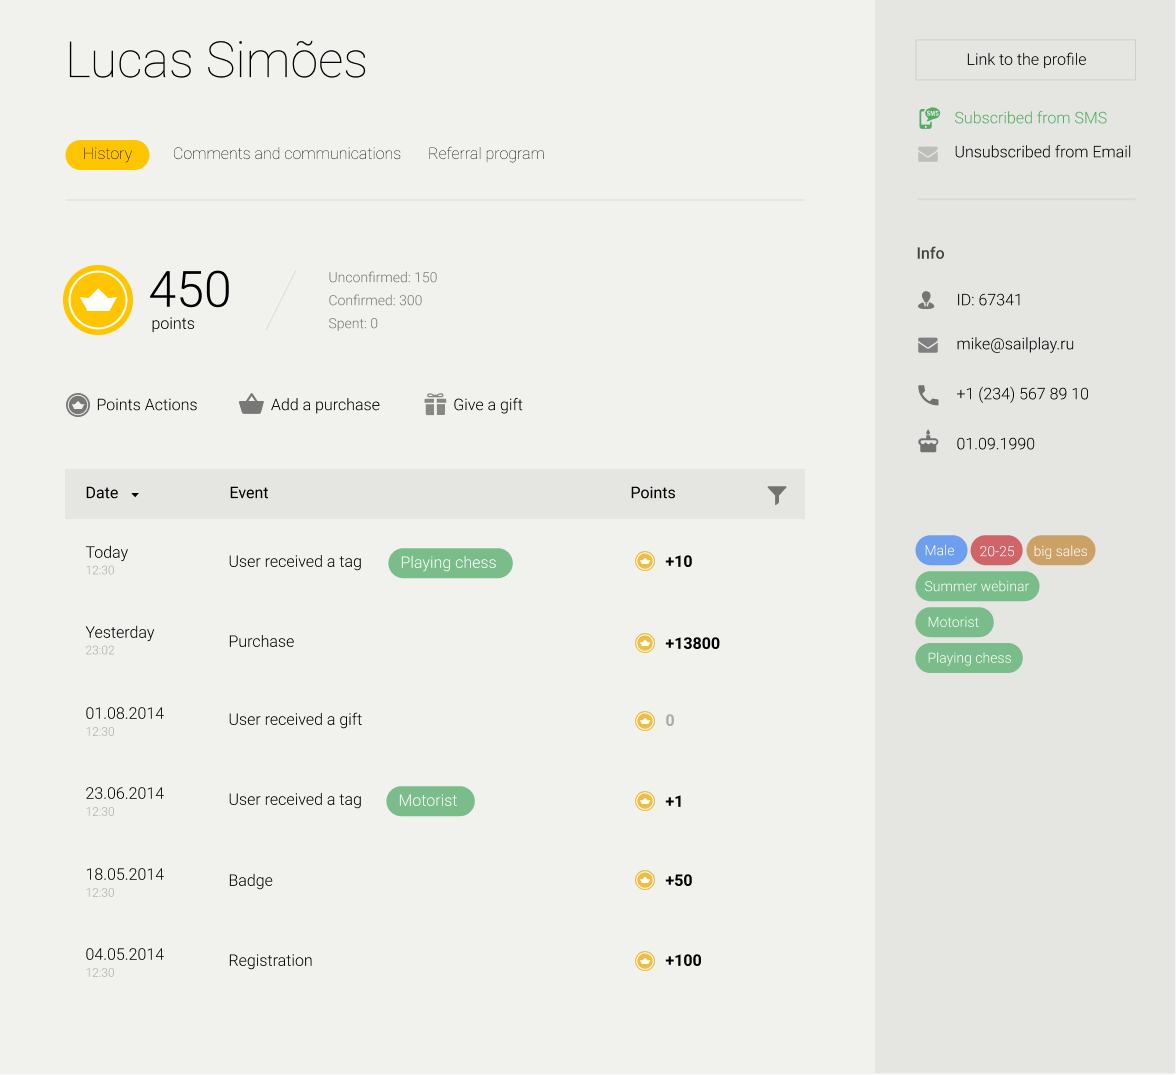 Lucas Simões
History Comments and communications Referral program
450
points
Unconfirmed: 150
Confirmed: 300
Spent: 0
Points Actions Add a purchase Give a gift
Date Event Points
Today
12:30
User received a tag Playing chess +10
Yesterday
23:02
Purchase +13800
01.08.2014
12:30
User received a gift 0
23.06.2014
12:30
User received a tag Motorist +1
18.05.2014
12:30
Badge +50
04.05.2014
12:30
Registration +100
Link to the profile
SMS
Subscribed from SMS
Unsubscribed from Email
Info
ID: 67341
mike@sailplay.ru
+1 (234) 567 89 10
01.09.1990
Male 20-25 big sales
Summer webinar
Motorist
Playing chess